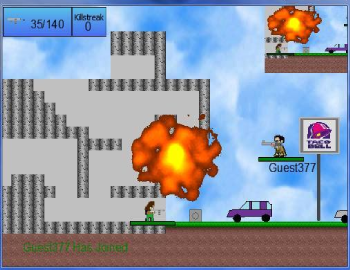 35/140
Killstreak
0
TACO
BELL
Guest377
Guest377 Has Joined